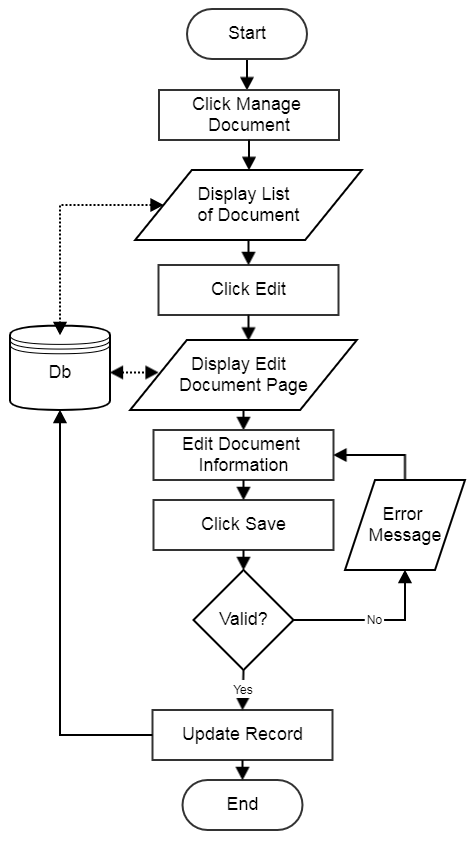 Start
Click Manage
Document
Display List
of Document
Click Edit
Db
Display Edit
Document Page
Edit Document
Information
Click Save
Error
Message
Valid?
No
Yes
Update Record
End